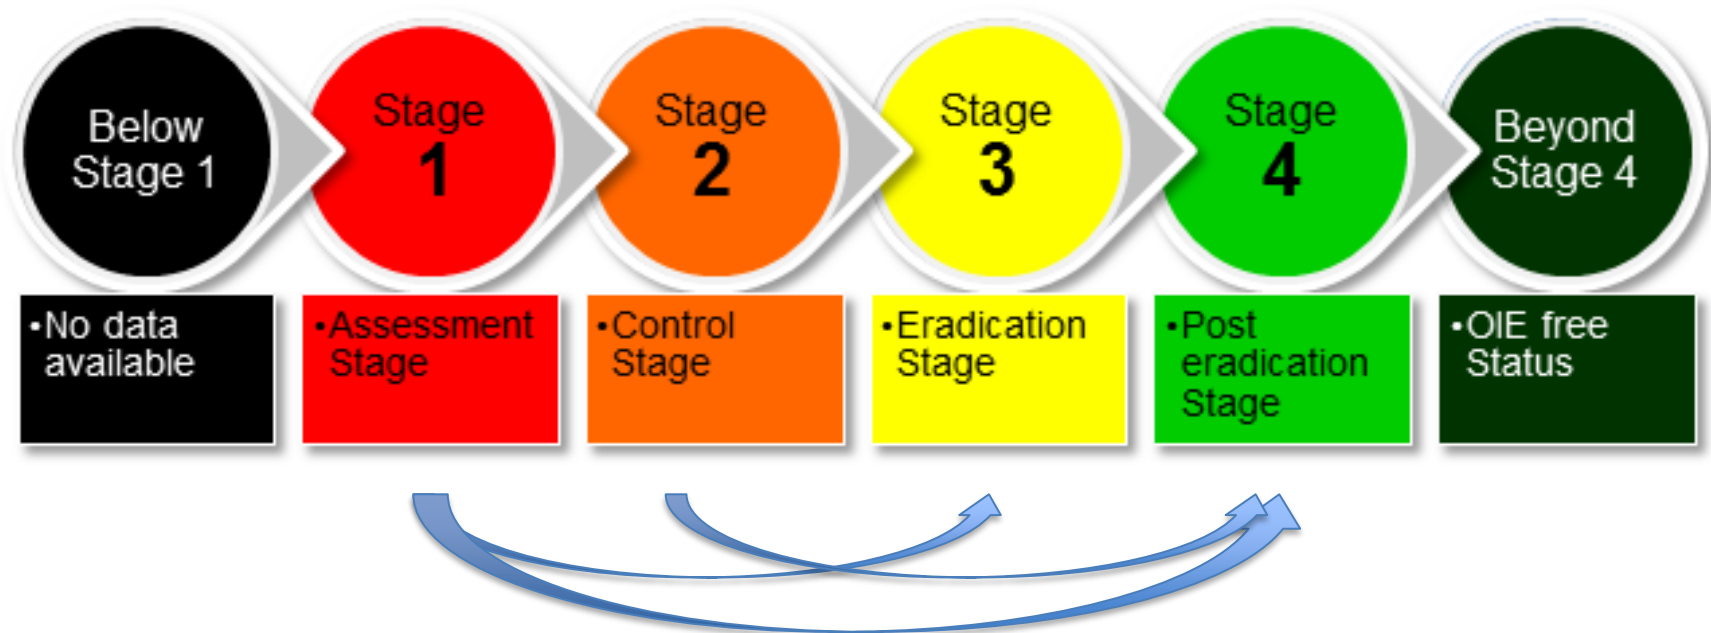 Below
Stage 1
Stage
1
Stage
2
Stage
3
Stage
4
Beyond
Stage 4
•No data
available
•Assessment
Stage
•Control
Stage
•Eradication
Stage
•Post
eradication
Stage
•OIE free
Status